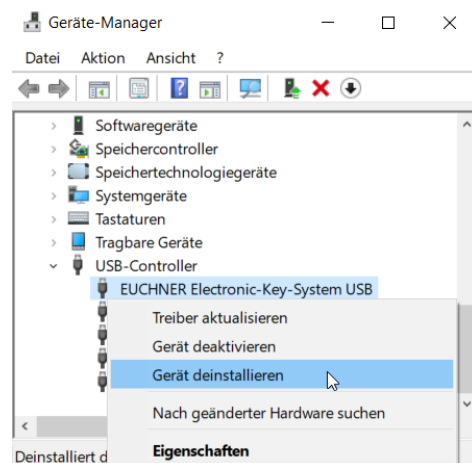 Geräte-Manager
Datei Aktion Ansicht ?
Softwaregeräte
Speichercontroller
Speichertechnologiegeräte
Systemgeräte
Tastaturen
Tragbare Geräte
USB-Controller
EUCHNER Electronic-Key-System USB
Treiber aktualisieren
Gerät deaktivieren
Gerät deinstallieren
Nach geänderter Hardware suchen
Eigenschaften
Deinstalliert d